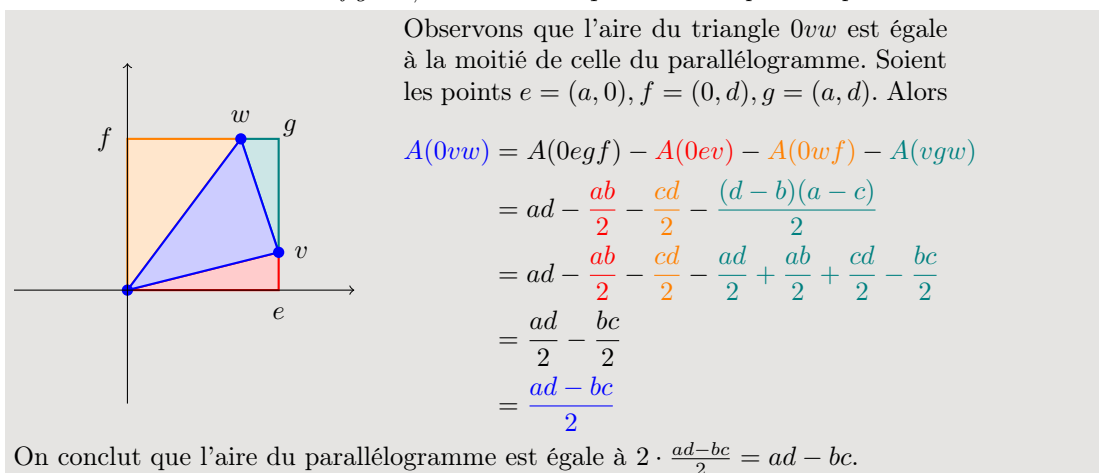 Observons que l'aire du triangle 0vw est égale
à la moitié de celle du parallélogramme. Soient
les points e = (a, 0), f = (0, d), g = (a, d). Alors
w
f
g
v
e
A(0vw) = A(0egf) − A(0ev) − A(0wf) − A(vgw)
= ad − ab/2 − cd/2 − (d − b)(a − c)/2
= ad − ab/2 − cd/2 − ad/2 + ab/2 + cd/2 − bc/2
= ad/2 − bc/2
= ad − bc/2
On conclut que l'aire du parallélogramme est égale à 2 · ad−bc/2 = ad − bc.